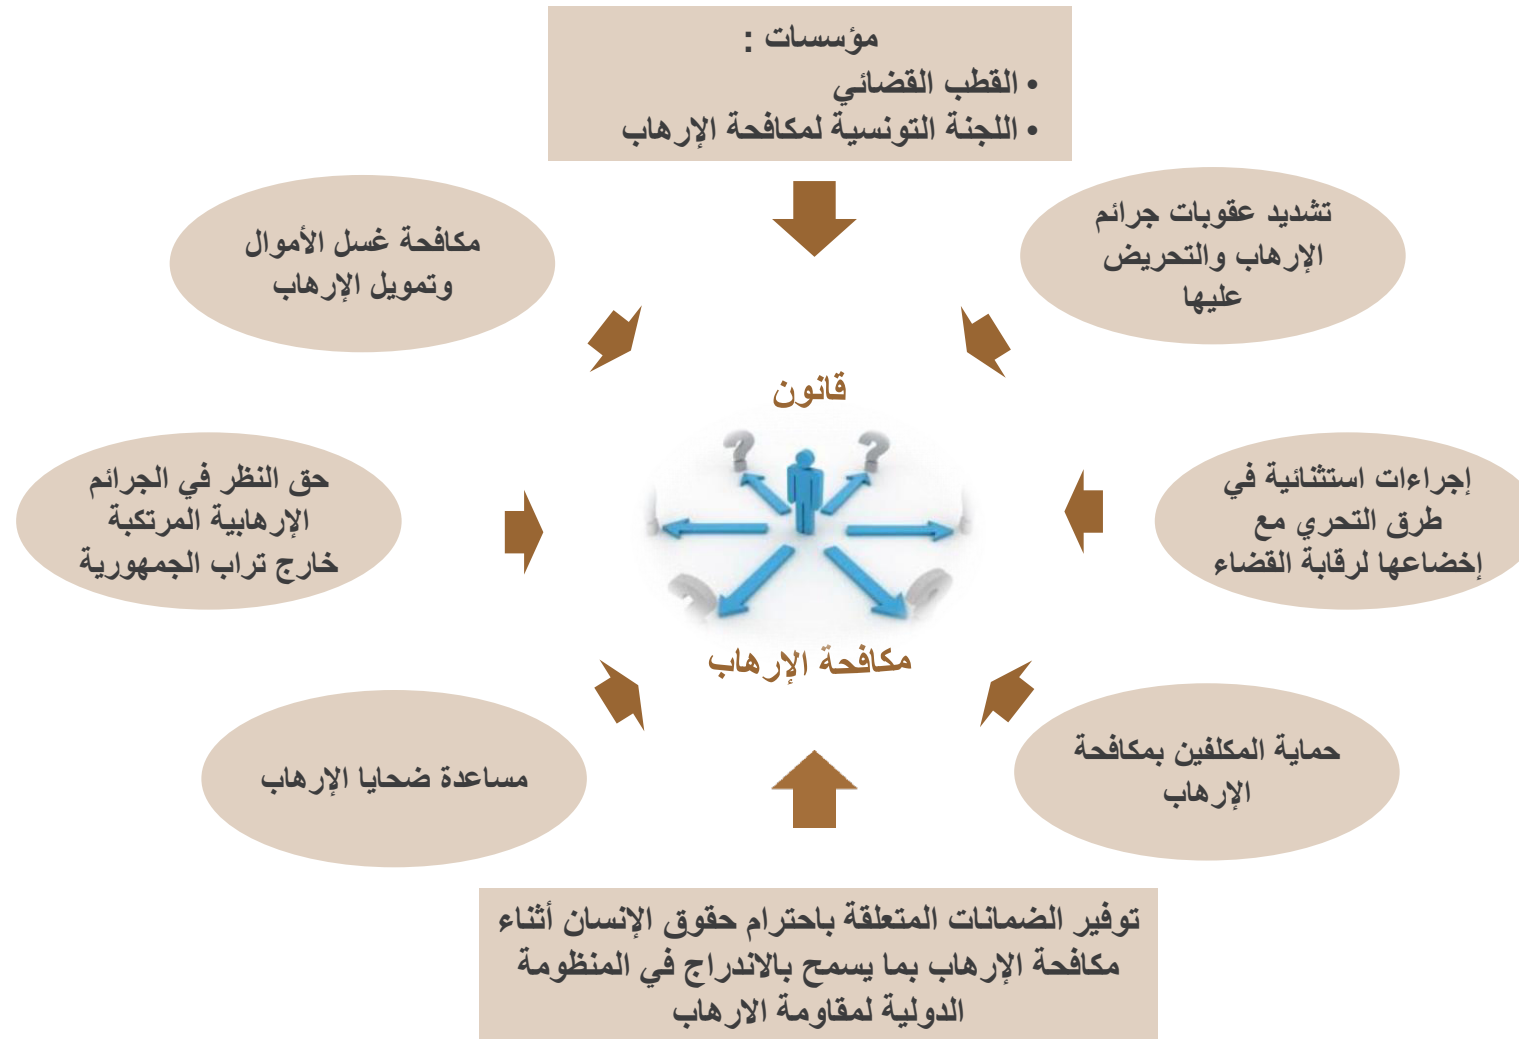 مؤسسات :
• القطب القضائي
• اللجنة التونسية لمكافحة الإرهاب
تشديد عقوبات جرائم
الإرهاب والتحريض
عليها
مكافحة غسل الأموال
وتمويل الإرهاب
قانون
إجراءات استثنائية في
طرق التحري مع
إخضاعها لرقابة القضاء
حق النظر في الجرائم
الإرهابية المرتكبة
خارج تراب الجمهورية
مكافحة الإرهاب
حماية المكلفين بمكافحة
الإرهاب
مساعدة ضحايا الإرهاب
توفير الضمانات المتعلقة باحترام حقوق الإنسان أثناء
مكافحة الإرهاب بما يسمح بالاندراج في المنظومة
الدولية لمقاومة الارهاب